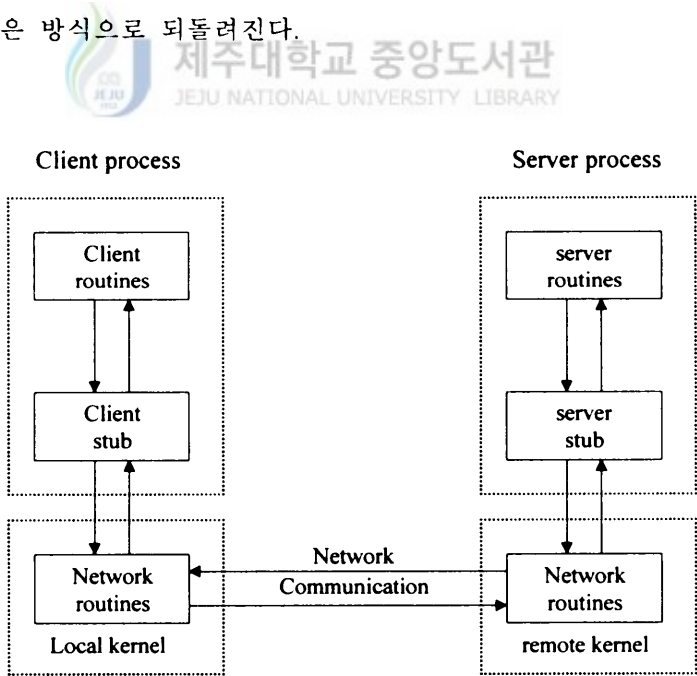 은 방식으로 되돌려진다.
제주대학교 중앙도서관
JEJU NATIONAL UNIVERSITY LIBRARY
JEJU
1952
Client process
Server process
Client
routines
server
routines
Client
stub
server
stub
Network
routines
Local kernel
Network
Communication
Network
routines
remote kernel